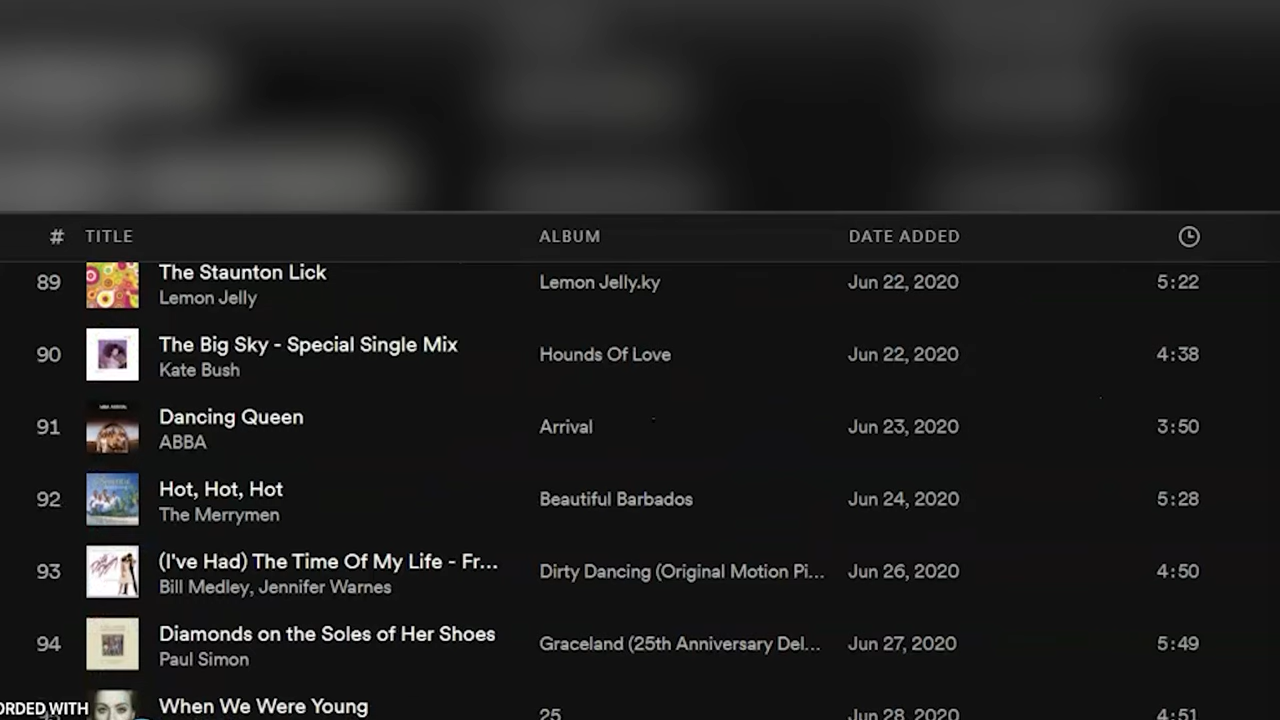 # TITLE ALBUM DATE ADDED
89 The Staunton Lick Lemon Jelly.ky Jun 22, 2020 5:22
Lemon Jelly
90 The Big Sky - Special Single Mix Hounds Of Love Jun 22, 2020 4:38
Kate Bush
91 Dancing Queen Arrival Jun 23, 2020 3:50
ABBA
92 Hot, Hot, Hot Beautiful Barbados Jun 24, 2020 5:28
The Merrymen
93 (I've Had) The Time Of My Life - Fr... Dirty Dancing (Original Motion Pi... Jun 26, 2020 4:50
Bill Medley, Jennifer Warnes
94 Diamonds on the Soles of Her Shoes Graceland (25th Anniversary Del... Jun 27, 2020 5:49
Paul Simon
When We Were Young 25 Jun 28, 2020 4:51
ORDED WITH